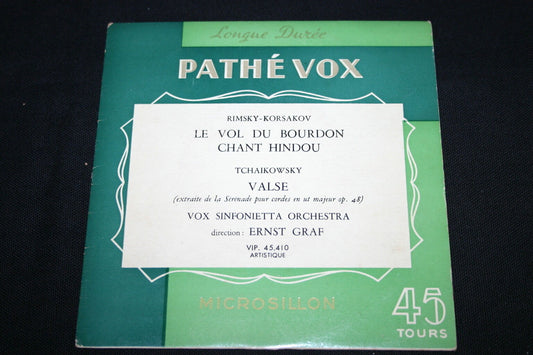 Longue Durée
PATHÉ VOX
RIMSKY-KORSAKOV
LE VOL DU BOURDON
CHANT HINDOU
TCHAIKOWSKY
VALSE
(extraite de la Serenade pour cordes en ut majeur op. 48)
VOX SINFONIETTA ORCHESTRA
direction: ERNST GRAF
VIP. 45.410
ARTISTIQUE
MICROSILLON
45
TOURS